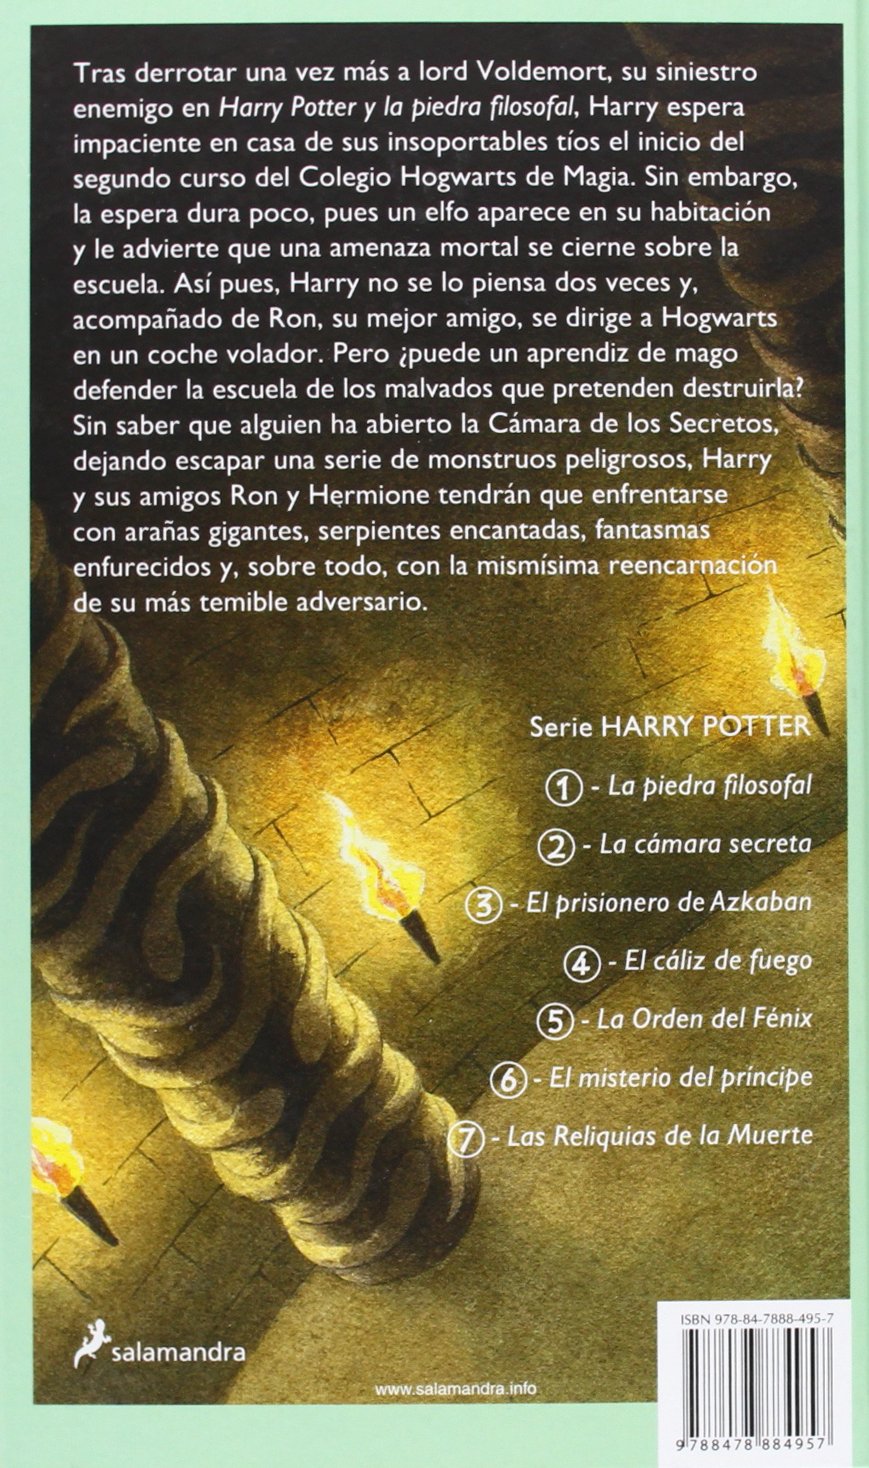 Tras derrotar una vez más a lord Voldemort, su siniestro
enemigo en Harry Potter y la piedra filosofal, Harry espera
impaciente en casa de sus insoportables tíos el inicio del
segundo curso del Colegio Hogwarts de Magia. Sin embargo,
la espera dura poco, pues un elfo aparece en su habitación
y le advierte que una amenaza mortal se cierne sobre la
escuela. Así pues, Harry no se lo piensa dos veces y,
acompañado de Ron, su mejor amigo, se dirige a Hogwarts
en un coche volador. Pero ¿puede un aprendiz de mago
defender la escuela de los malvados que pretenden destruirla?
Sin saber que alguien ha abierto la Cámara de los Secretos,
dejando escapar una serie de monstruos peligrosos, Harry
y sus amigos Ron y Hermione tendrán que enfrentarse
con arañas gigantes, serpientes encantadas, fantasmas
enfurecidos y, sobre todo, con la mismísima reencarnación
de su más temible adversario.
Serie HARRY POTTER
1 - La piedra filosofal
2 - La cámara secreta
3 - El prisionero de Azkaban
4 - El cáliz de fuego
5 - La Orden del Fénix
6 - El misterio del príncipe
7 - Las Reliquias de la Muerte
salamandra
www.salamandra.info
ISBN 978-84-7888-495-7
9 788478 884957